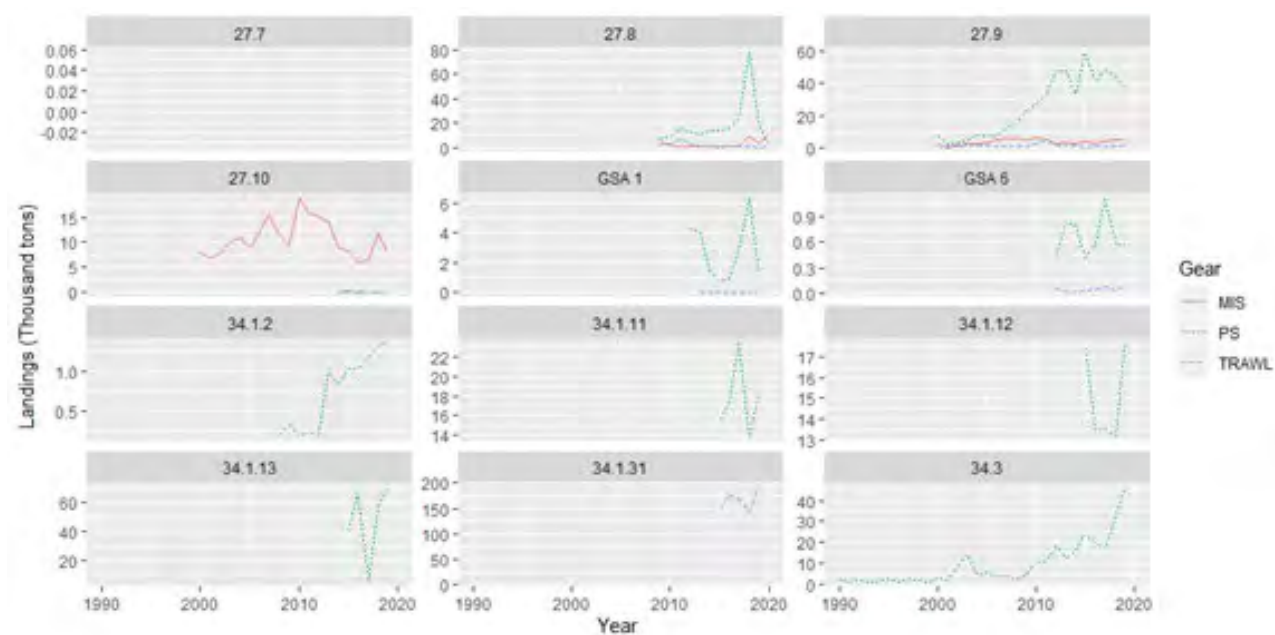 27.7 27.8 27.9
0.06 0.04 0.02 0.00 -0.02
80 60 40 20 0
60 40 20 0
27.10 GSA 1 GSA 6
15 10 5 0
6 4 2 0
0.9 0.6 0.3 0.0
34.1.2 34.1.11 34.1.12
1.0 0.5
22 20 18 16 14
17 16 15 14 13
34.1.13 34.1.31 34.3
60 40 20
200 150 100 50 0
40 30 20 10 0
1990 2000 2010 2020 1990 2000 2010 2020 1990 2000 2010 2020
Year
Landings (Thousand tons)
Gear
MIS
PS
TRAWL